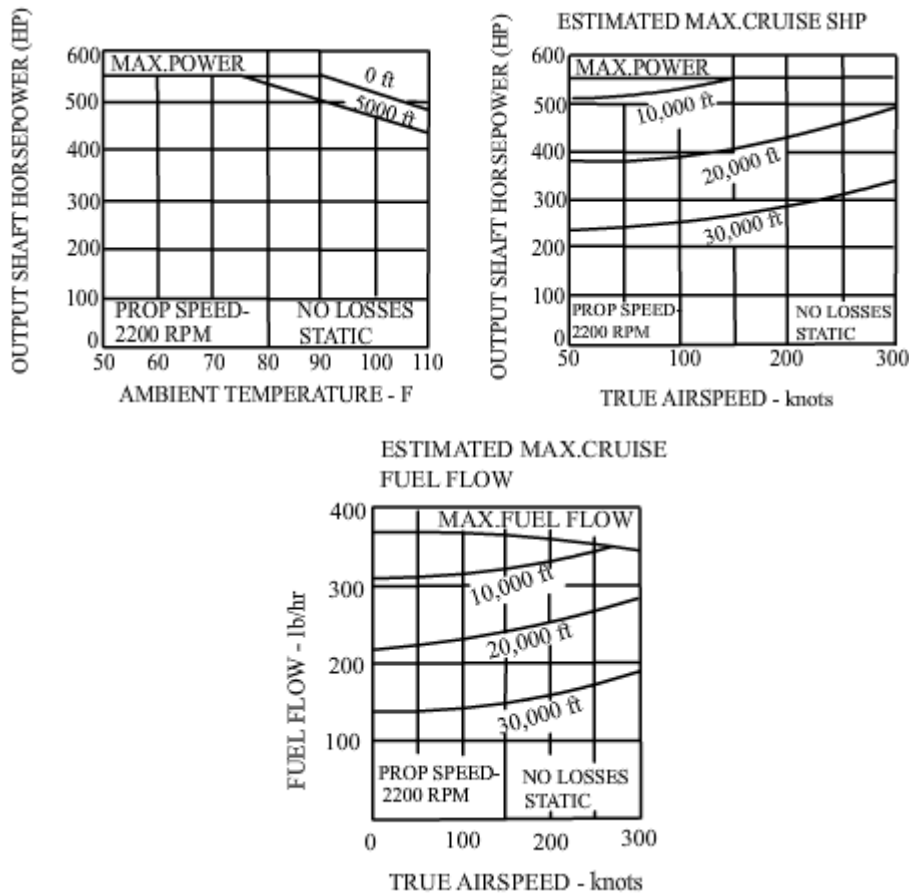 OUTPUT SHAFT HORSEPOWER (HP)
600
500
400
300
200
100
0
MAX.POWER
0 ft
5000 ft
PROP SPEED-
2200 RPM
NO LOSSES
STATIC
50 60 70 80 90 100 110
AMBIENT TEMPERATURE - F
ESTIMATED MAX.CRUISE SHP
OUTPUT SHAFT HORSEPOWER (HP)
600
500
400
300
200
100
0
MAX.POWER
10,000 ft
20,000 ft
30,000 ft
PROP SPEED-
2200 RPM
NO LOSSES
STATIC
50 100 200 300
TRUE AIRSPEED - knots
ESTIMATED MAX.CRUISE
FUEL FLOW
FUEL FLOW - lb/hr
400
300
200
100
MAX.FUEL FLOW
10,000 ft
20,000 ft
30,000 ft
PROP SPEED-
2200 RPM
NO LOSSES
STATIC
0 100 200 300
TRUE AIRSPEED - knots